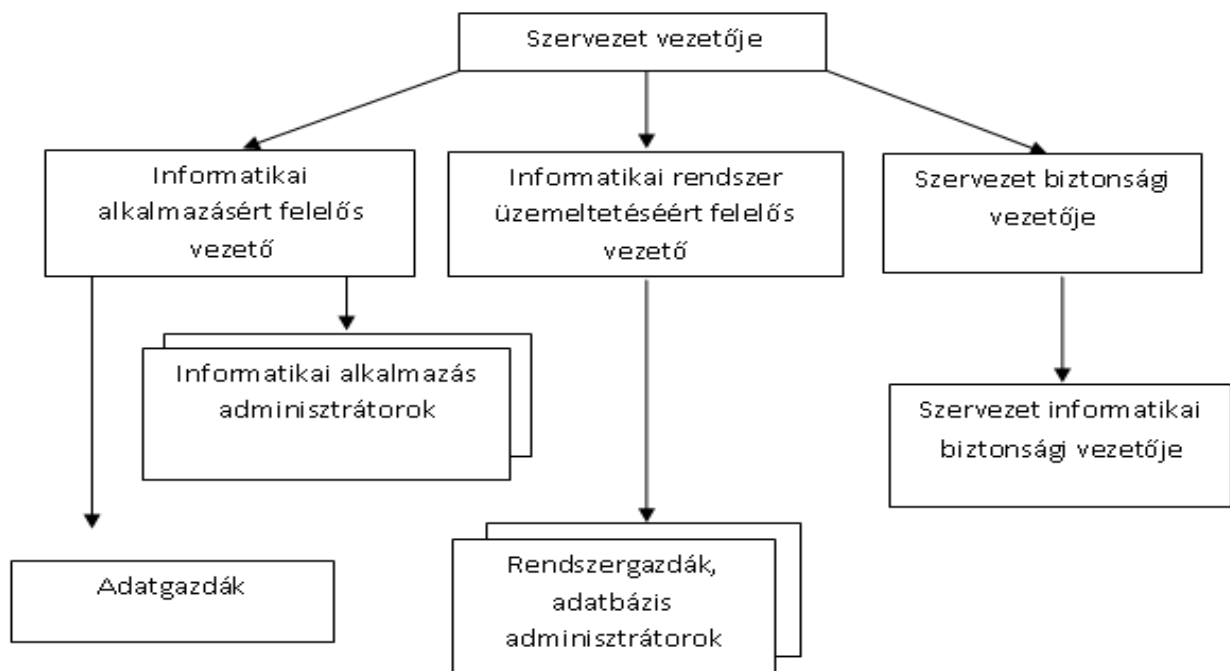 Szervezet vezetője
Informatikai
alkalmazásért felelős
vezető
Informatikai rendszer
üzemeltetéséért felelős
vezető
Szervezet biztonsági
vezetője
Informatikai alkalmazás
adminisztrátorok
Szervezet informatikai
biztonsági vezetője
Adatgazdák
Rendszergazdák,
adatbázis
adminisztrátorok